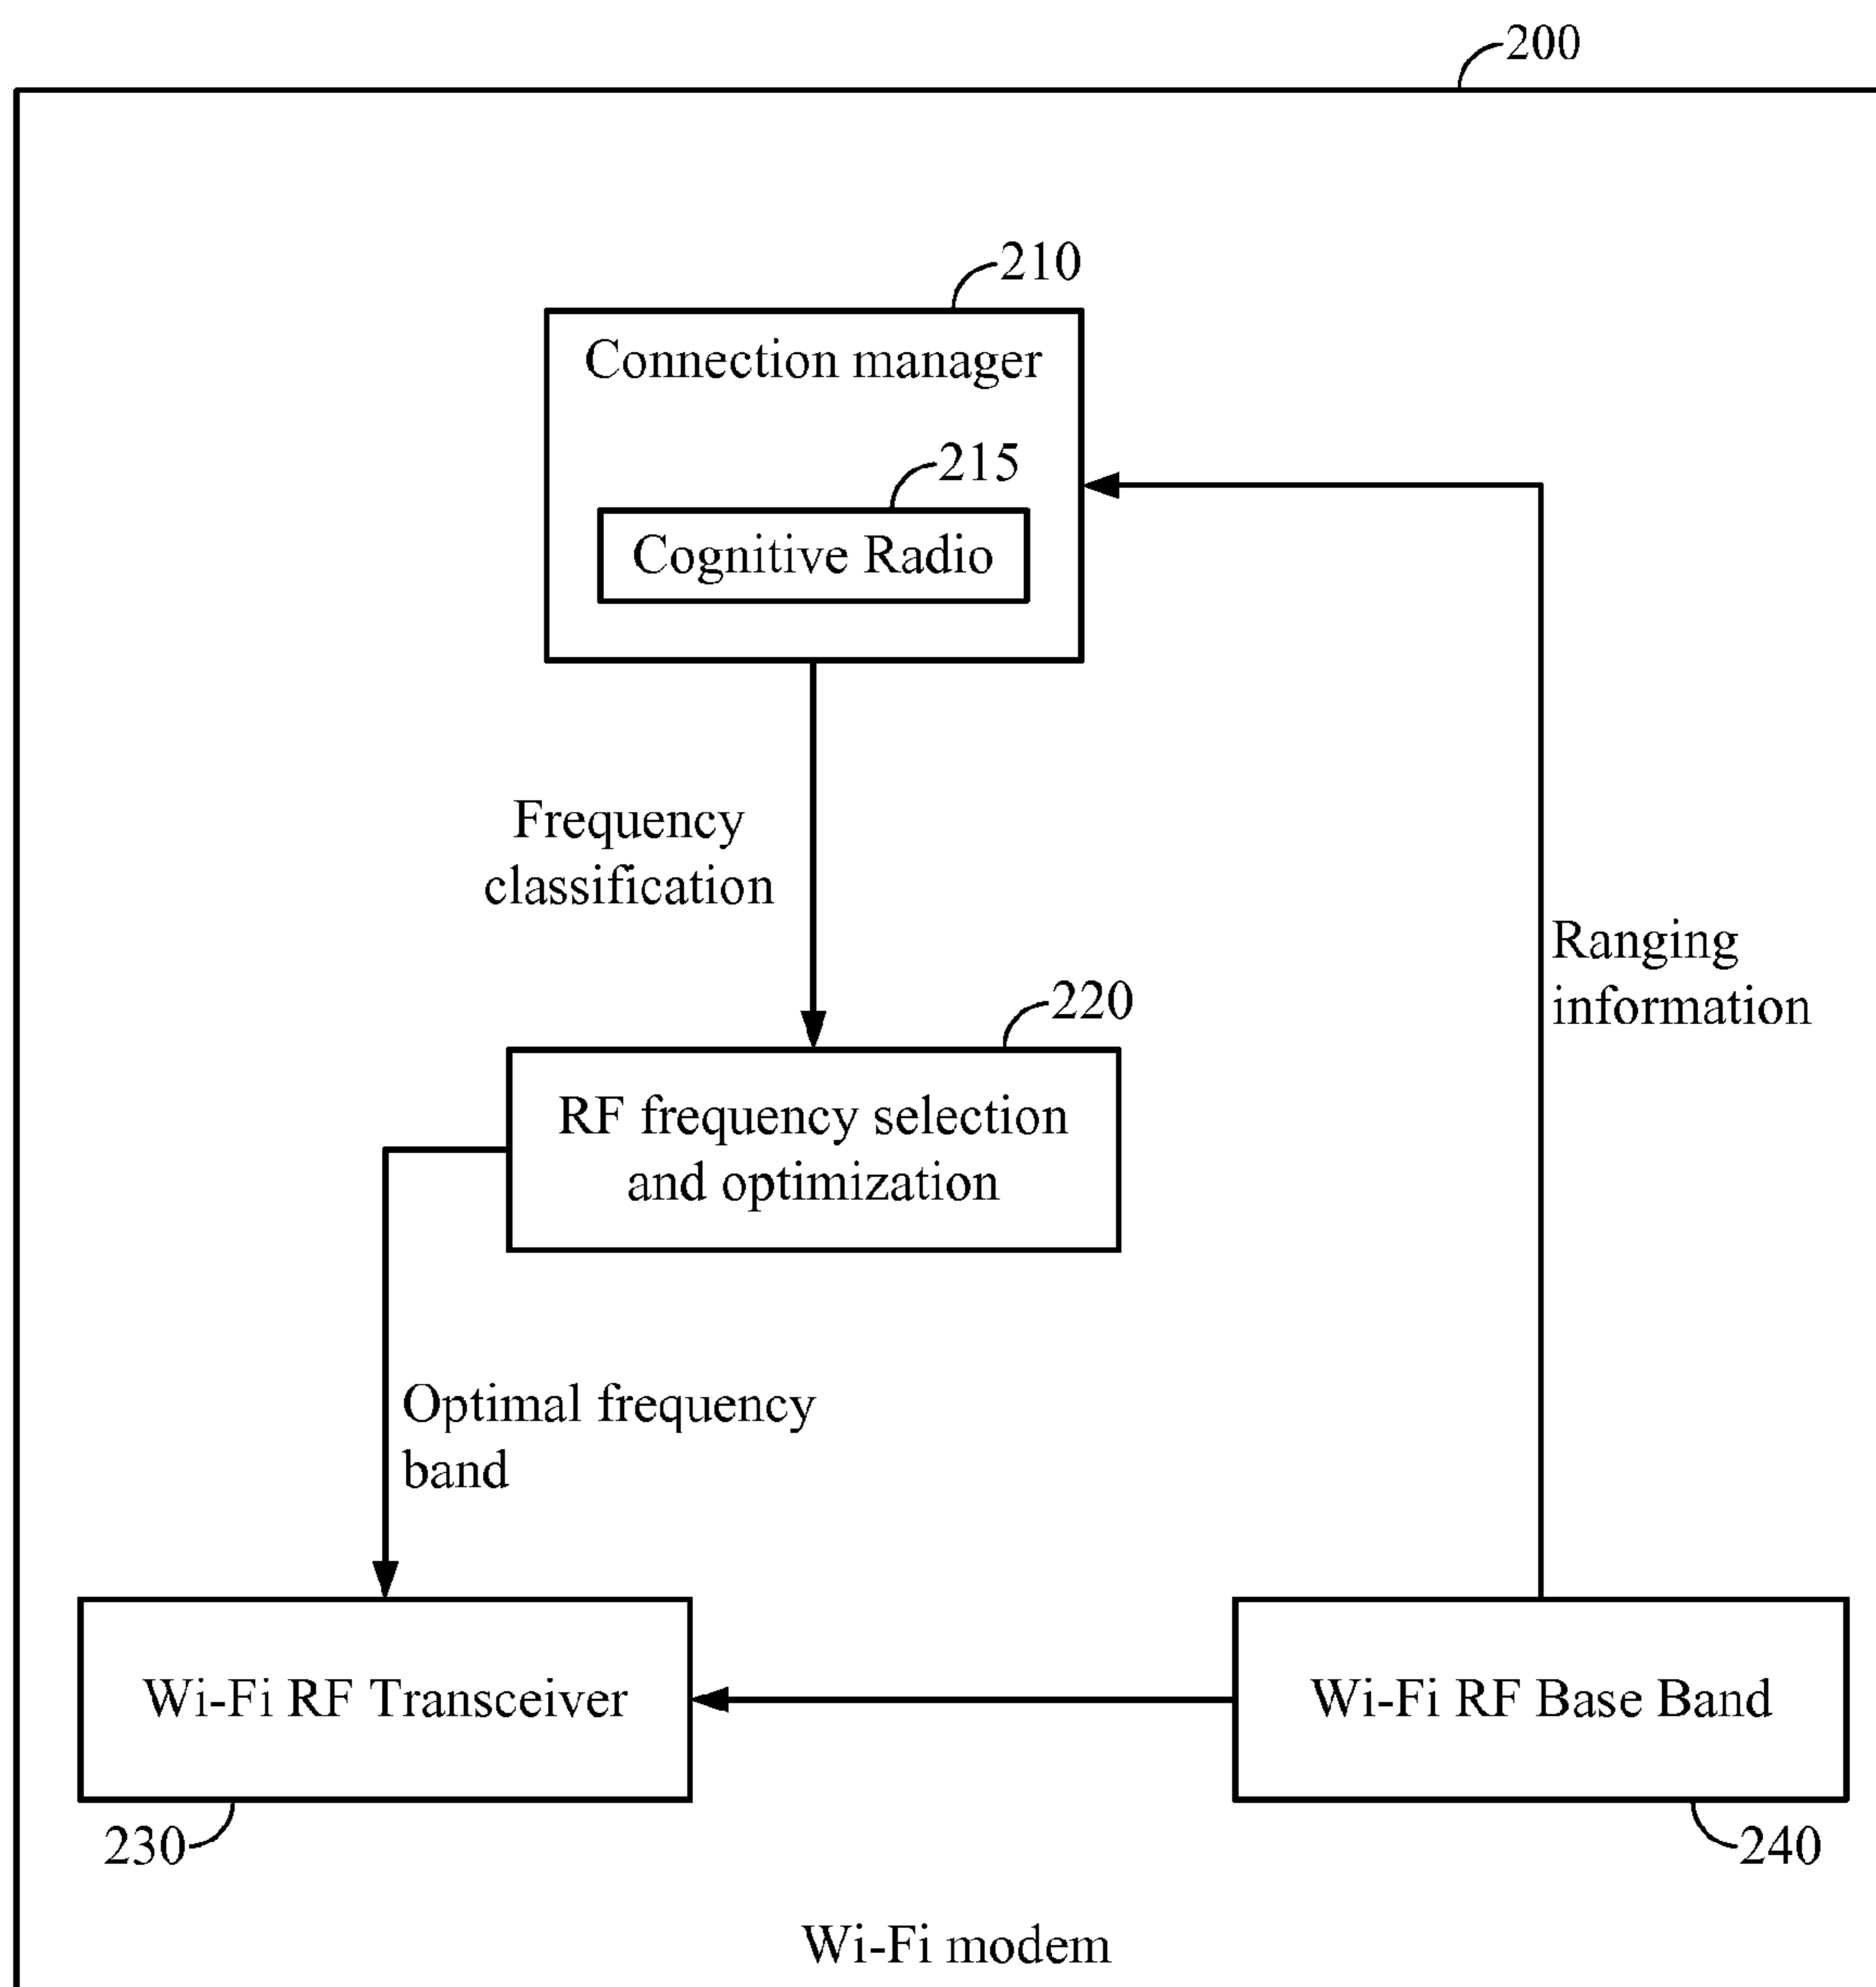 200
210
Connection manager
215
Cognitive Radio
Frequency
classification
Ranging
information
220
RF frequency selection
and optimization
Optimal frequency
band
Wi-Fi RF Transceiver
Wi-Fi RF Base Band
230
240
Wi-Fi modem